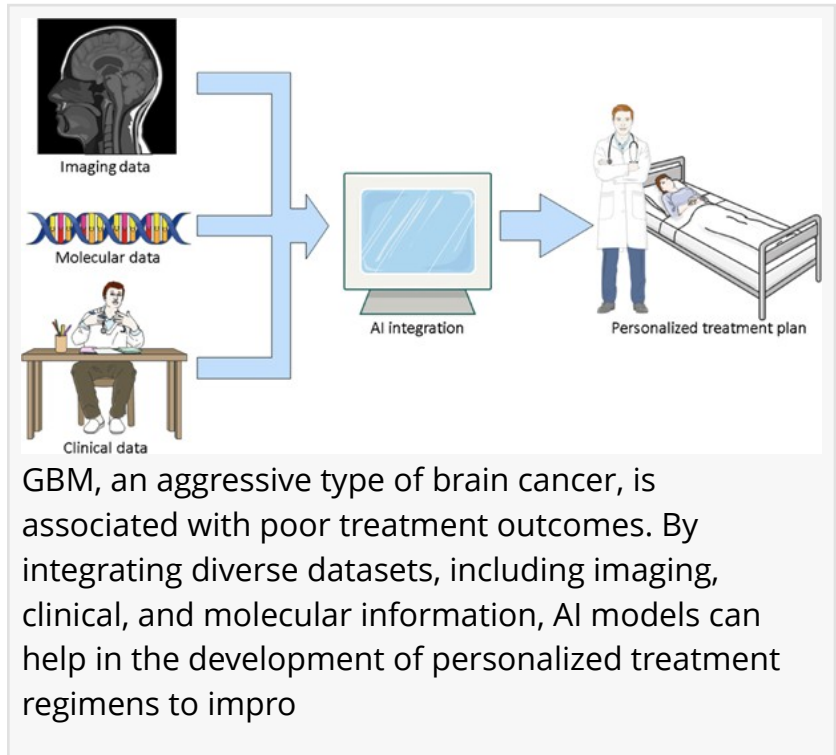 Imaging data
Molecular data
Clinical data
AI integration
Personalized treatment plan
GBM, an aggressive type of brain cancer, is
associated with poor treatment outcomes. By
integrating diverse datasets, including imaging,
clinical, and molecular information, AI models can
help in the development of personalized treatment
regimens to impro